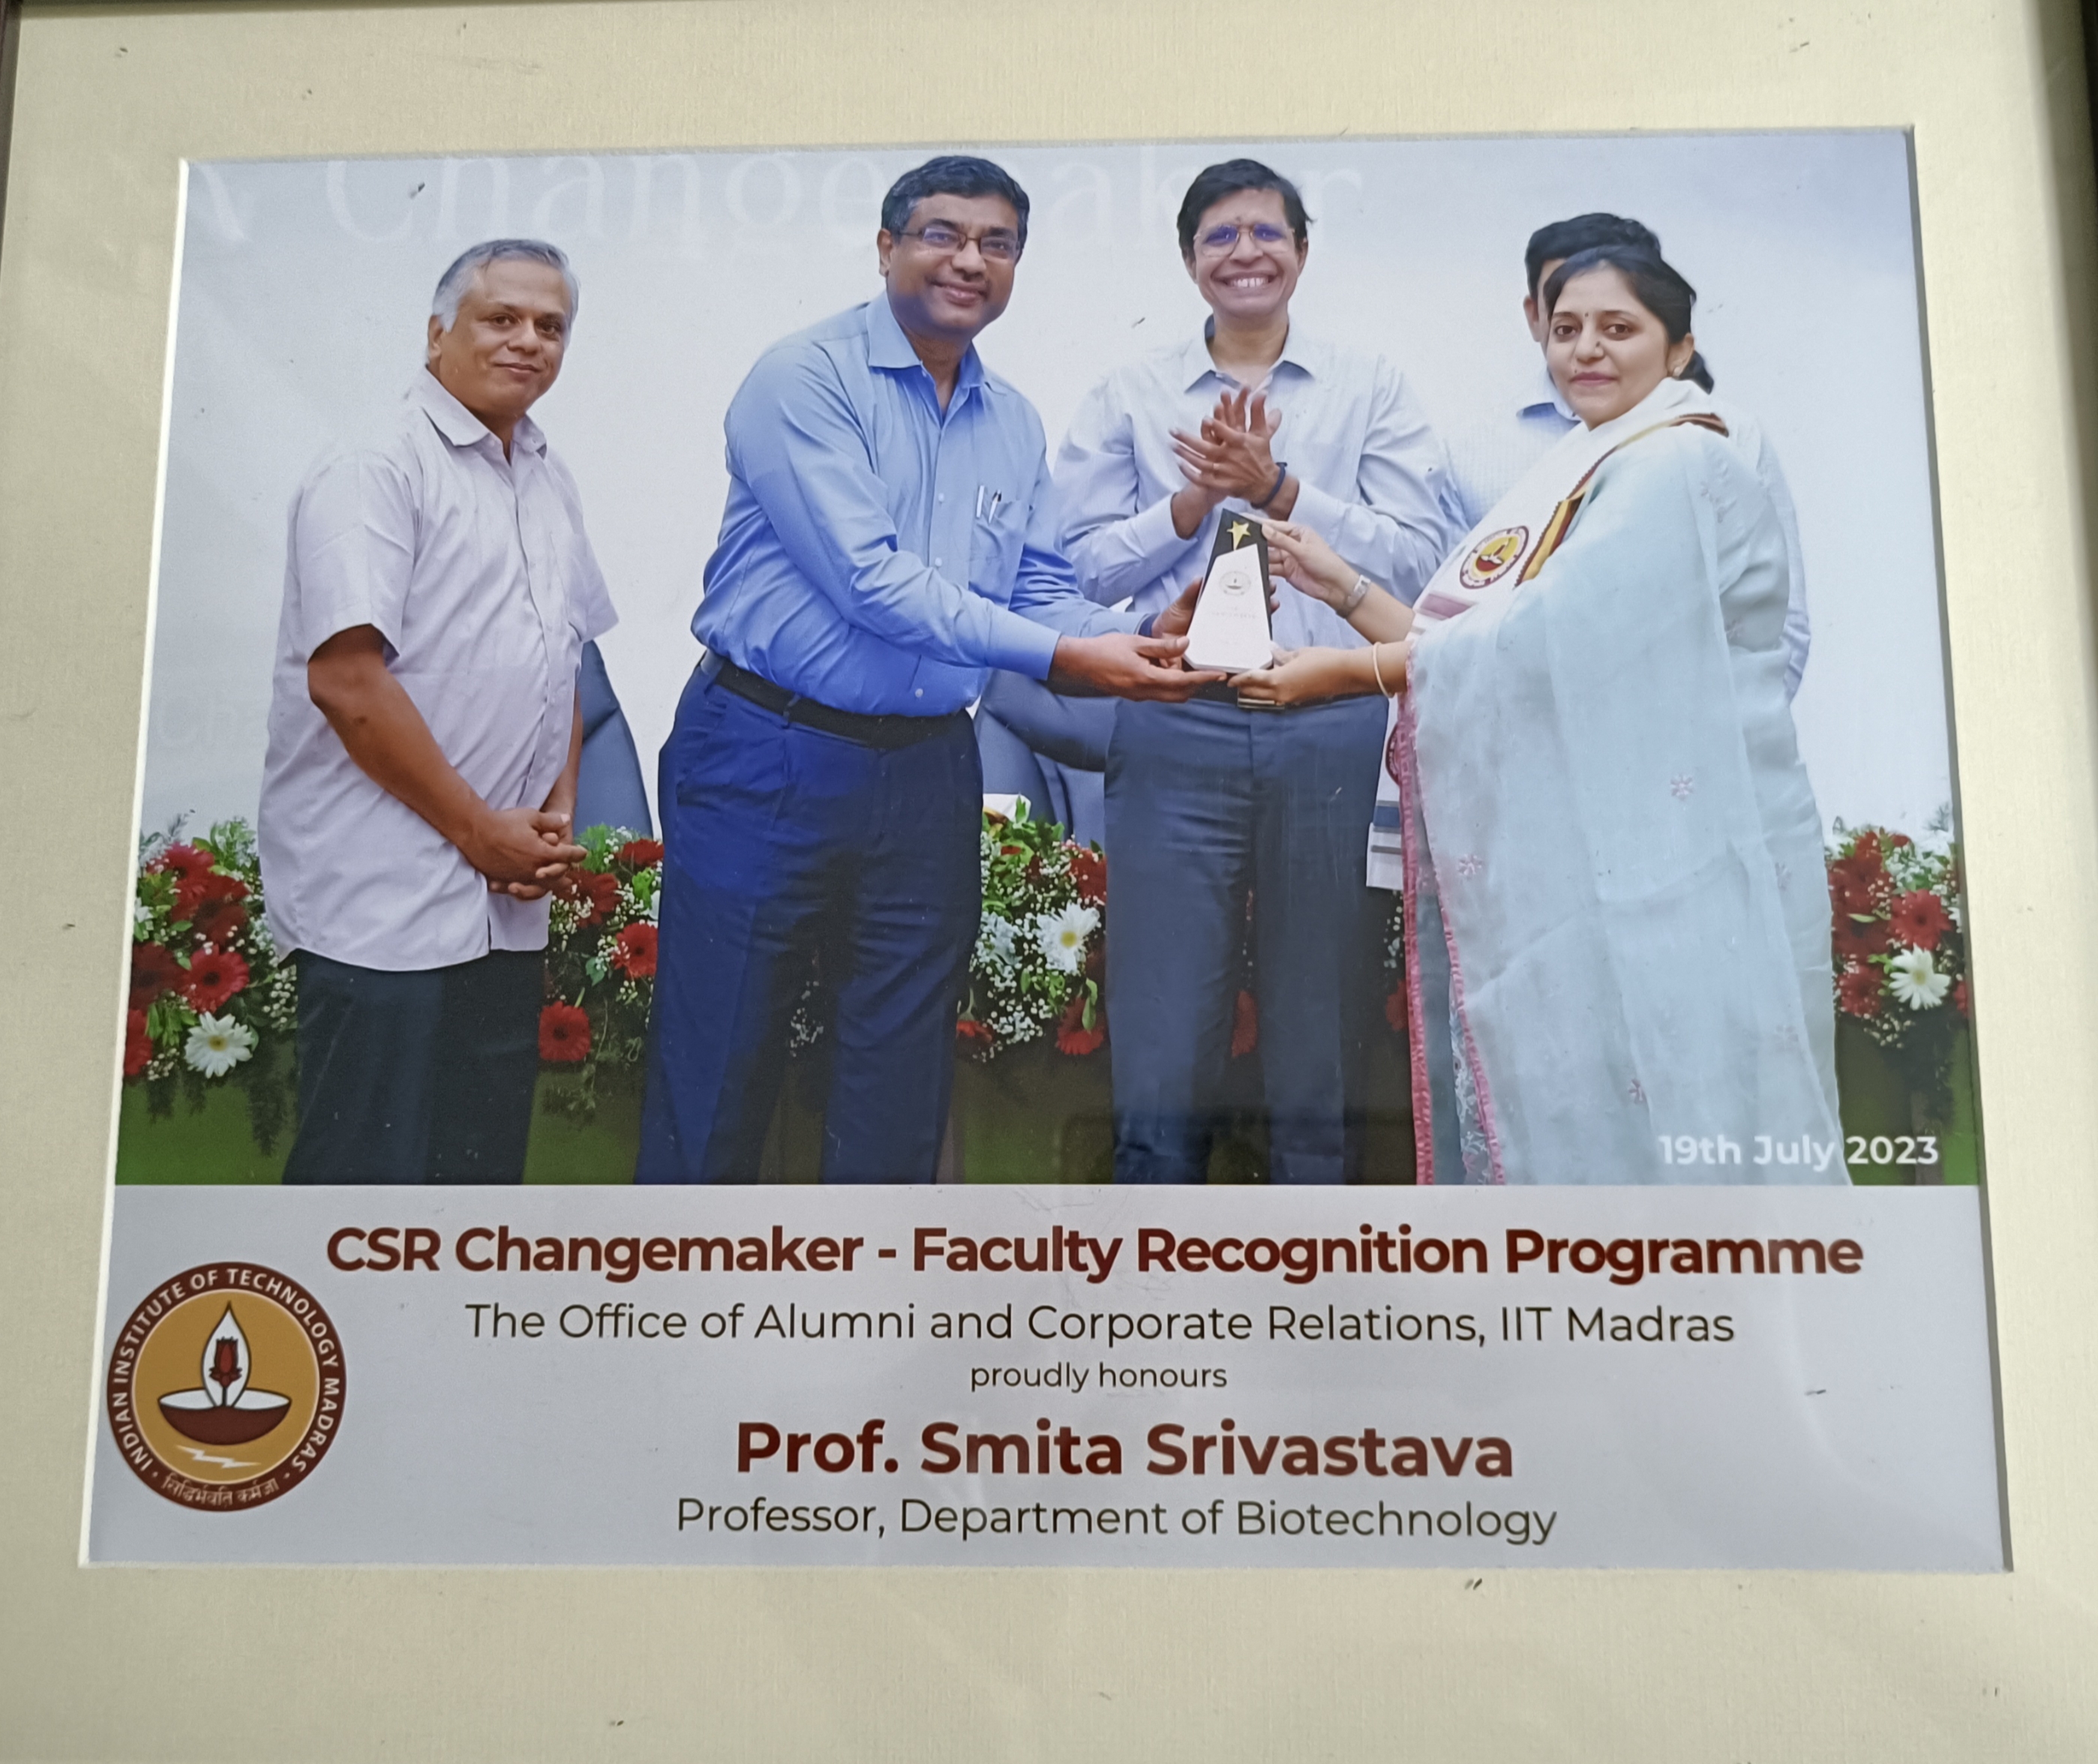 Changemaker
19th July 2023
CSR Changemaker - Faculty Recognition Programme
The Office of Alumni and Corporate Relations, IIT Madras
proudly honours
Prof. Smita Srivastava
Professor, Department of Biotechnology
INDIAN INSTITUTE OF TECHNOLOGY MADRAS
सिद्धिर्भवति कर्मजा